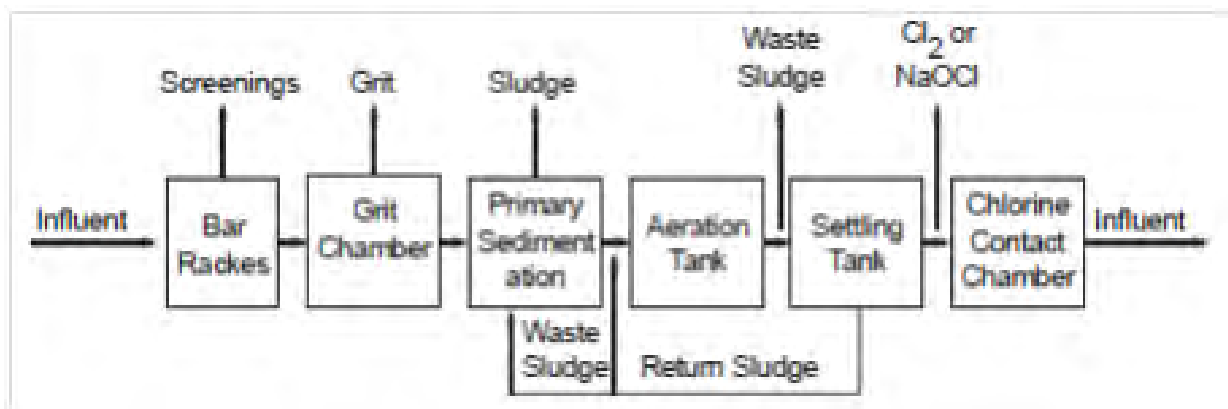 Waste
Sludge
Cl2 or
NaOCl
Screenings
Grit
Sludge
Influent
Bar
Rackes
Grit
Chamber
Primary
Sediment
ation
Aeration
Tank
Settling
Tank
Chlorine
Contact
Chamber
Influent
Waste
Sludge
Return Sludge